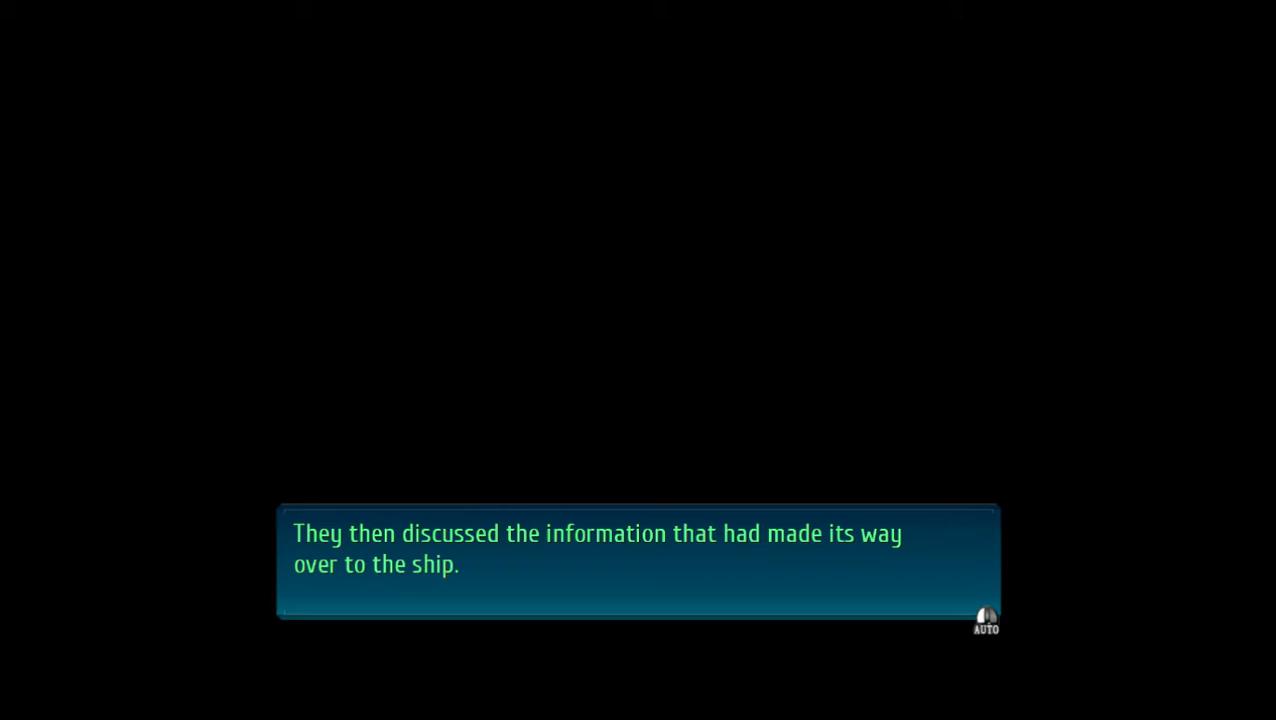 They then discussed the information that had made its way
over to the ship.
AUTO